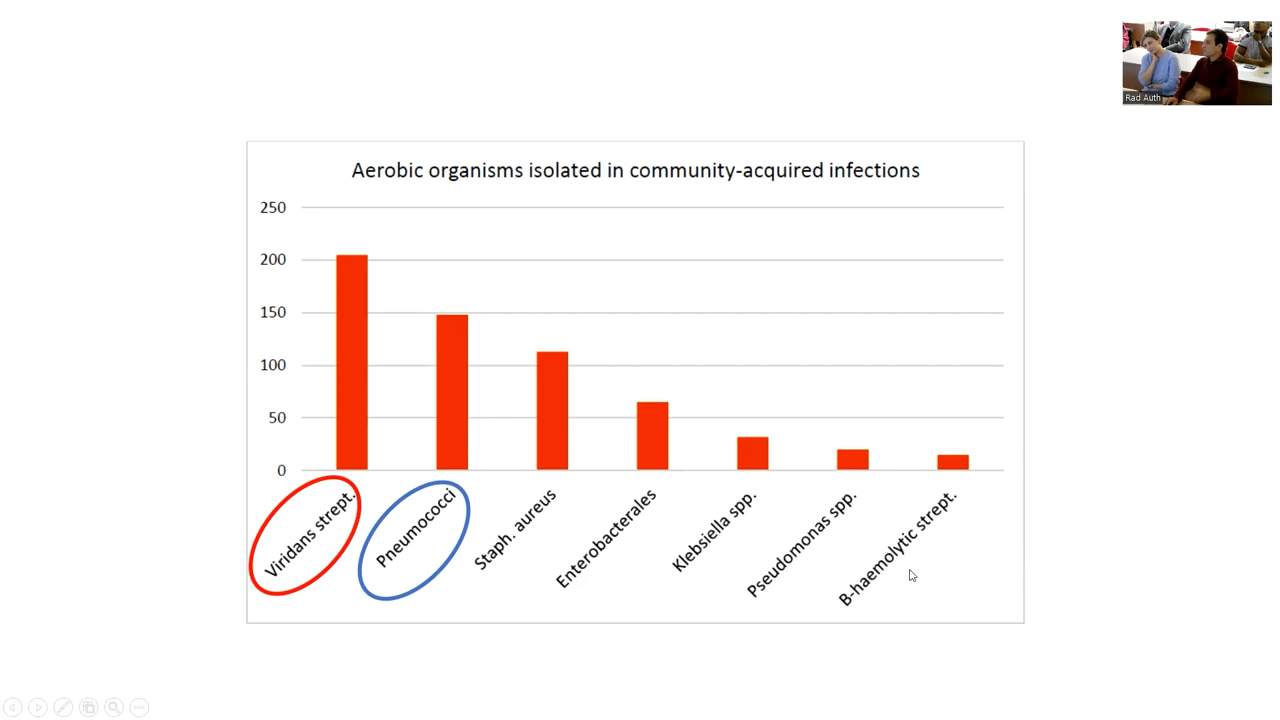 Rad Auth
Aerobic organisms isolated in community-acquired infections
250
200
150
100
50
0
Viridans strept.
Pneumococci
Staph. aureus
Enterobacterales
Klebsiella spp.
Pseudomonas spp.
B-haemolytic strept.